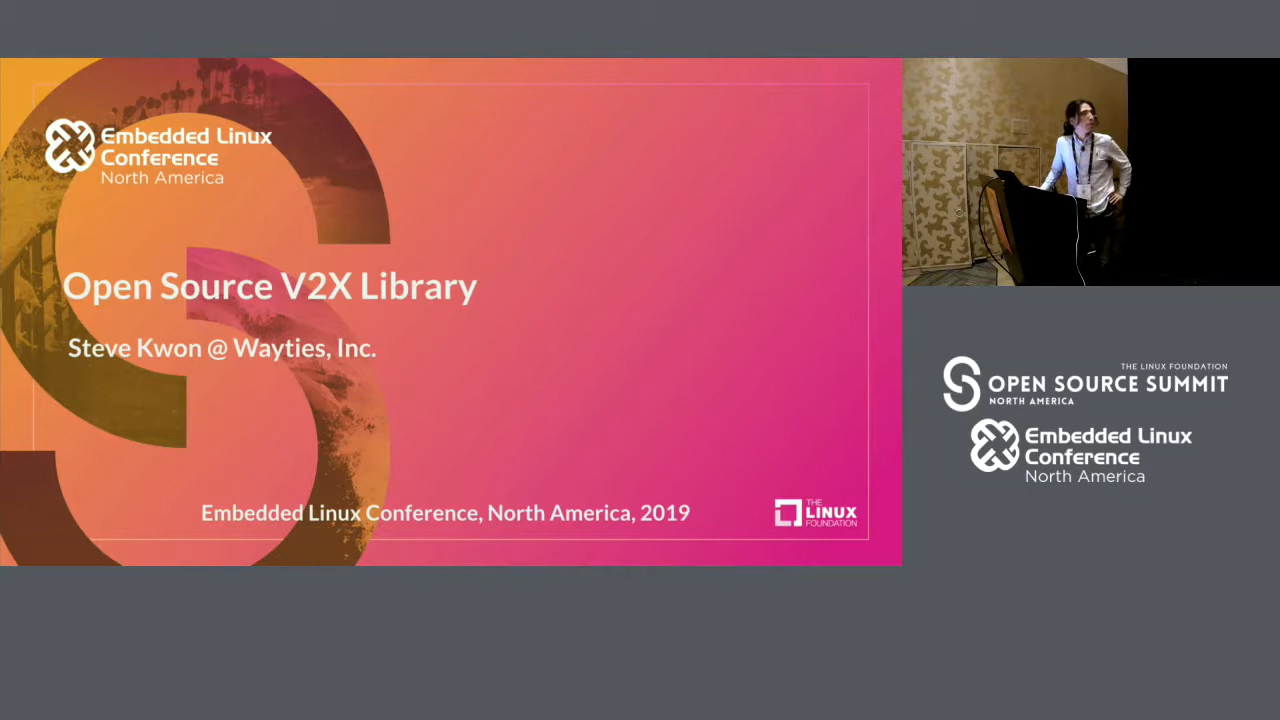 Embedded Linux
Conference
North America
Open Source V2X Library
Steve Kwon @ Wayties, Inc.
Embedded Linux Conference, North America, 2019
THE
LINUX
FOUNDATION
THE LINUX FOUNDATION
OPEN SOURCE SUMMIT
NORTH AMERICA
Embedded Linux
Conference
North America